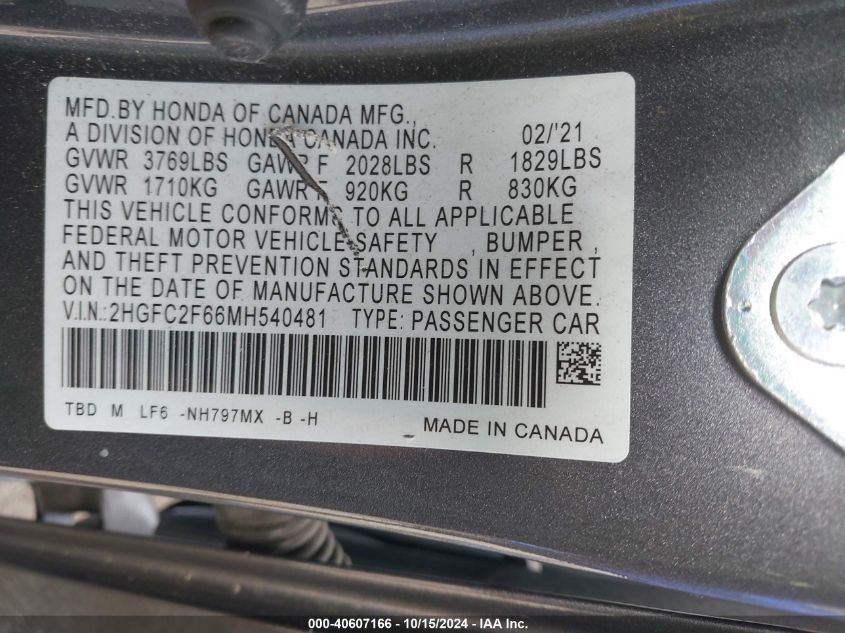 MFD.BY HONDA OF CANADA MFG.,
A DIVISION OF HONDA CANADA INC. 02/'21
GVWR 3769LBS GAWR F 2028LBS R 1829LBS
GVWR 1710KG GAWR F 920KG R 830KG
THIS VEHICLE CONFORMS TO ALL APPLICABLE
FEDERAL MOTOR VEHICLE SAFETY , BUMPER ,
AND THEFT PREVENTION STANDARDS IN EFFECT
ON THE DATE OF MANUFACTURE SHOWN ABOVE.
V.I.N.:2HGFC2F66MH540481 TYPE: PASSENGER CAR
TBD M LF6 -NH797MX -B -H MADE IN CANADA
000-40607166 - 10/15/2024 - IAA Inc.